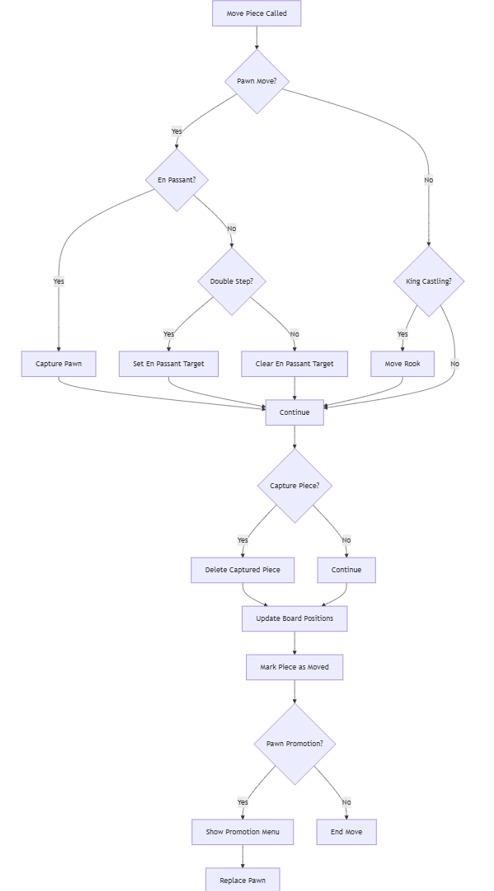 Move Piece Called
Pawn Move?
Yes
No
En Passant?
No
Yes
Double Step?
King Castling?
Yes
No
Yes
No
Capture Pawn
Set En Passant Target
Clear En Passant Target
Move Rook
Continue
Capture Piece?
Yes
No
Delete Captured Piece
Continue
Update Board Positions
Mark Piece as Moved
Pawn Promotion?
Yes
No
Show Promotion Menu
End Move
Replace Pawn